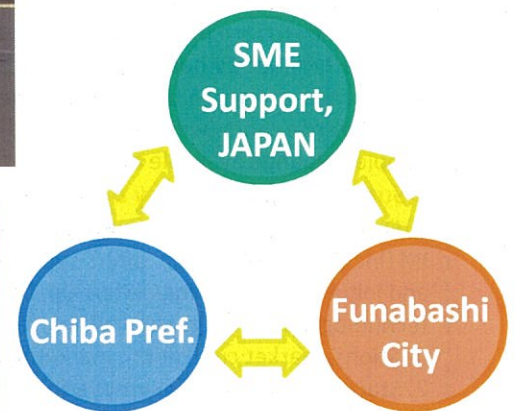 SME
Support,
JAPAN
Chiba Pref.
Funabashi
City